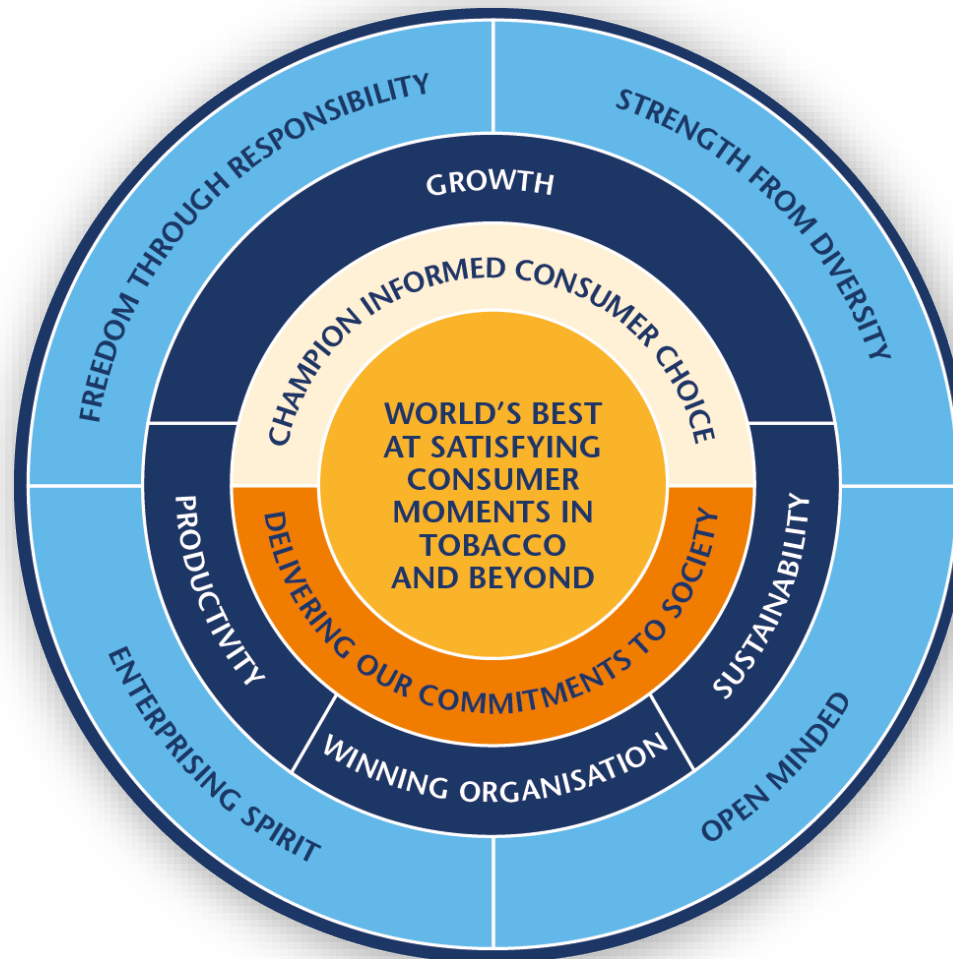 FREEDOM THROUGH RESPONSIBILITY
STRENGTH FROM DIVERSITY
GROWTH
CHAMPION INFORMED CONSUMER CHOICE
WORLD’S BEST
AT SATISFYING
CONSUMER
MOMENTS IN
TOBACCO
AND BEYOND
DELIVERING OUR COMMITMENTS TO SOCIETY
PRODUCTIVITY
WINNING ORGANISATION
SUSTAINABILITY
ENTERPRISING SPIRIT
OPEN MINDED